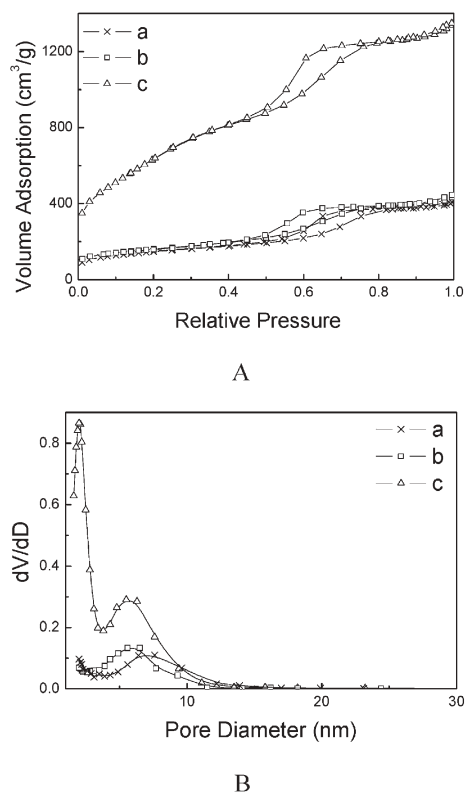 1200
800
400
0
Volume Adsorption (cm³/g)
a
b
c
0.0 0.2 0.4 0.6 0.8 1.0
Relative Pressure
A
0.8
0.6
0.4
0.2
0.0
dV/dD
a
b
c
0 10 20 30
Pore Diameter (nm)
B